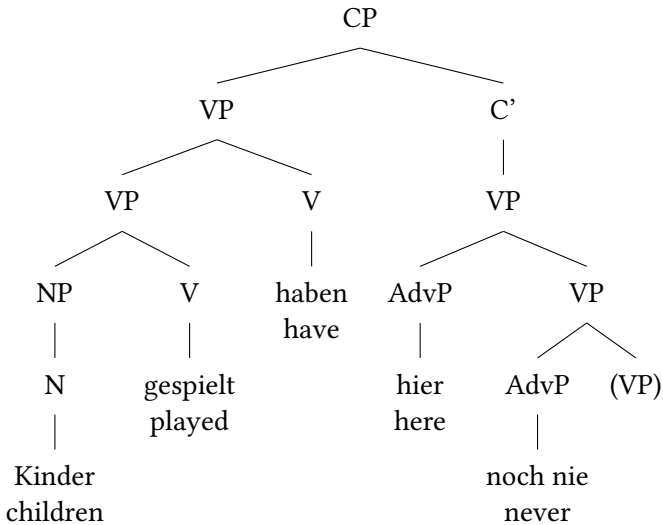 CP
VP C’
VP V VP
NP V haben have AdvP VP
N gespielt played hier here AdvP (VP)
Kinder children noch nie never